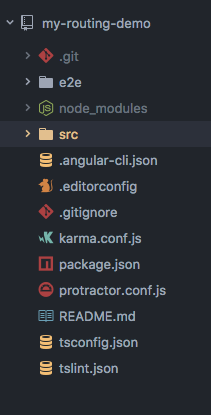 my-routing-demo
.git
e2e
node_modules
src
.angular-cli.json
.editorconfig
.gitignore
karma.conf.js
package.json
protractor.conf.js
README.md
tsconfig.json
tslint.json